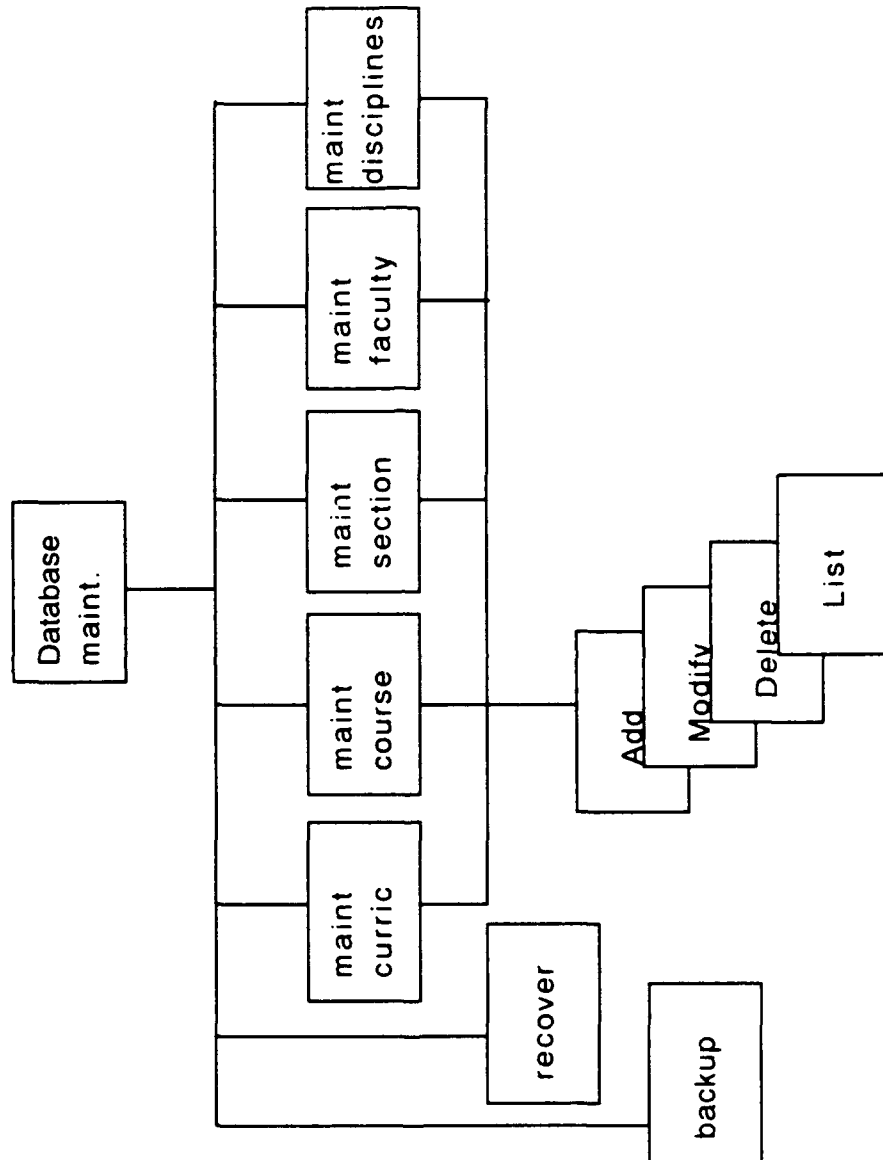 Database
maint.
maint
curric
maint
course
maint
section
maint
faculty
maint
disciplines
recover
backup
Add
Modify
Delete
List